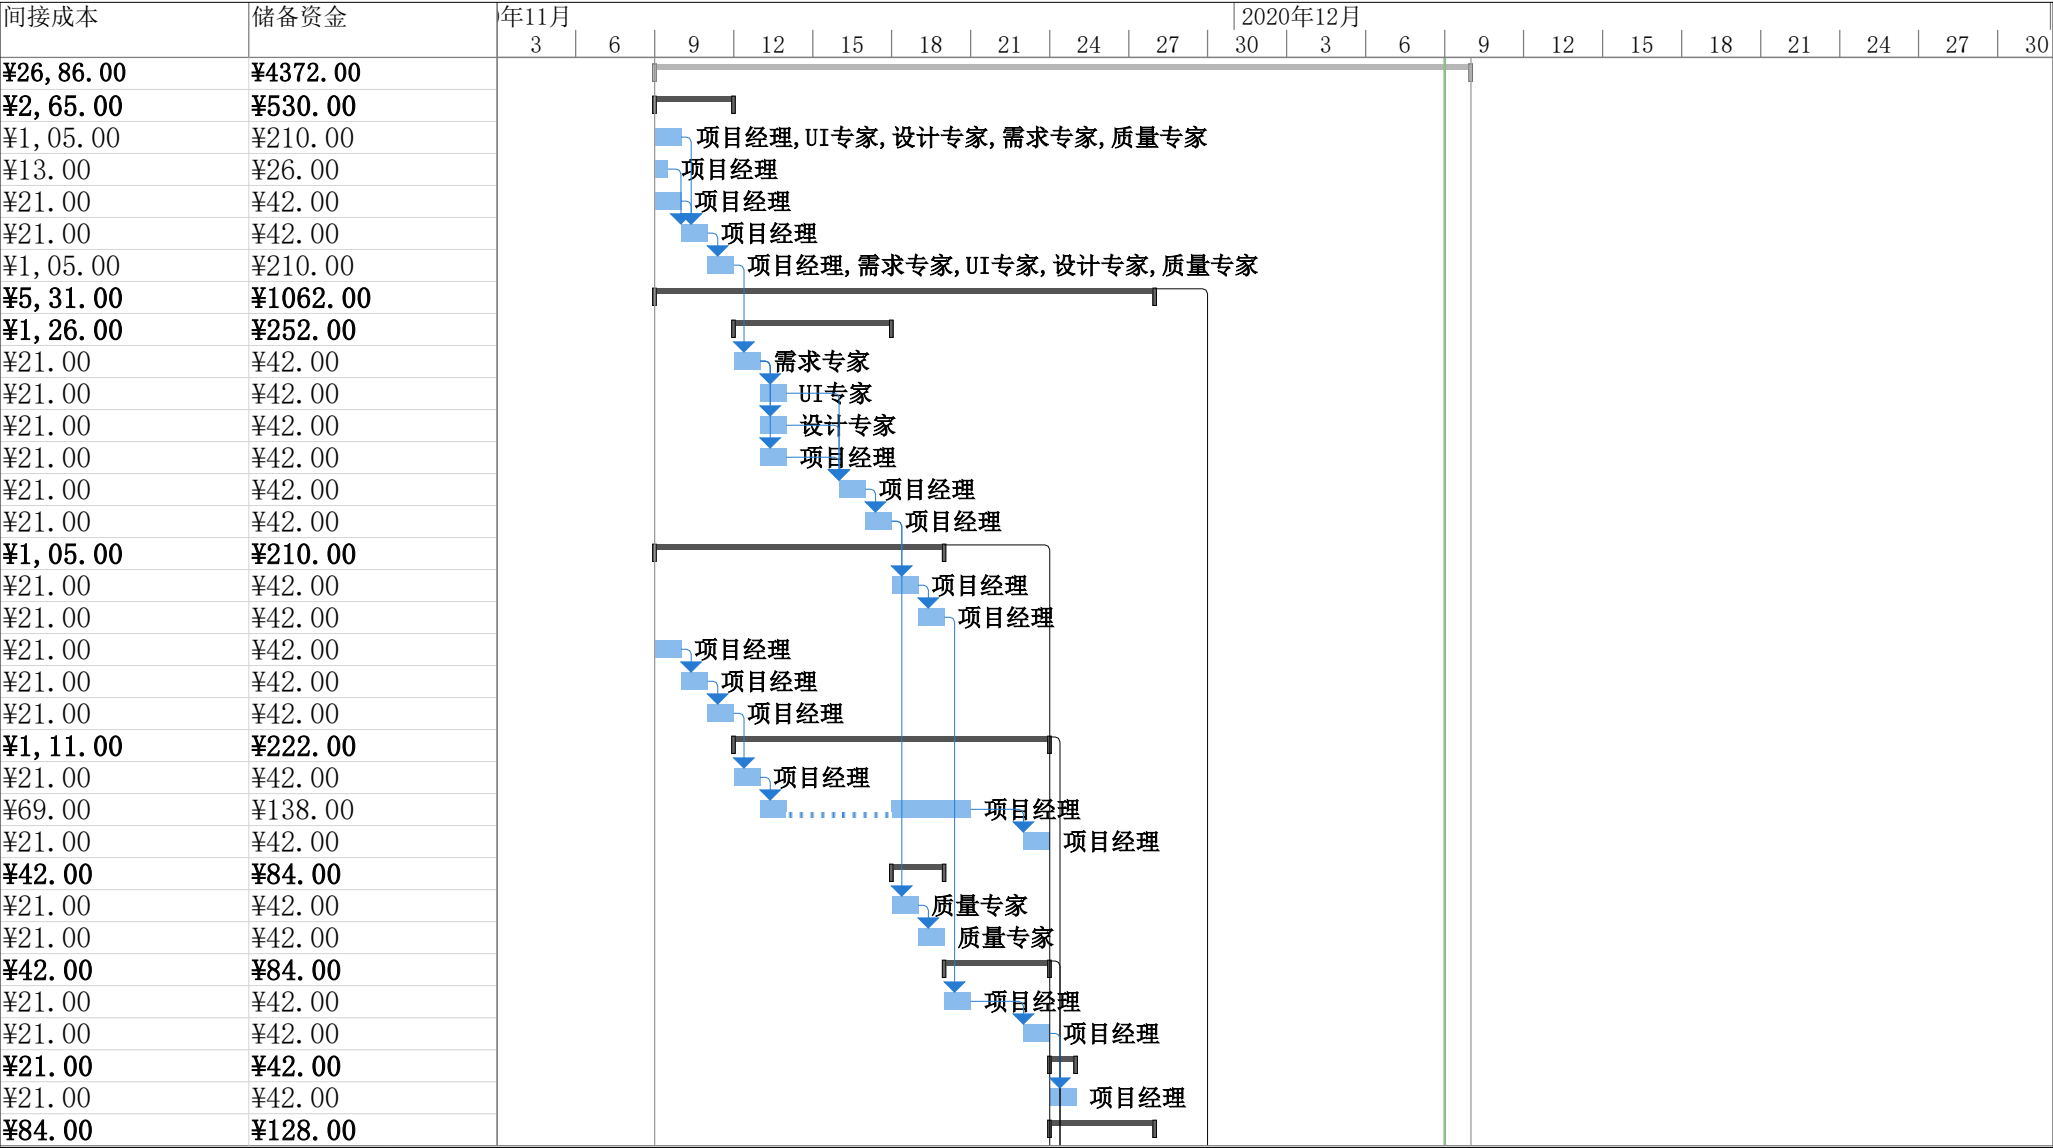 间接成本 储备资金 年11月 2020年12月
3 6 9 12 15 18 21 24 27 30 3 6 9 12 15 18 21 24 27 30
¥26,86.00 ¥4372.00
¥2,65.00 ¥530.00
¥1,05.00 ¥210.00 项目经理,UI专家,设计专家,需求专家,质量专家
¥13.00 ¥26.00 项目经理
¥21.00 ¥42.00 项目经理
¥21.00 ¥42.00 项目经理
¥1,05.00 ¥210.00 项目经理,需求专家,UI专家,设计专家,质量专家
¥5,31.00 ¥1062.00
¥1,26.00 ¥252.00
¥21.00 ¥42.00 需求专家
¥21.00 ¥42.00 UI专家
¥21.00 ¥42.00 设计专家
¥21.00 ¥42.00 项目经理
¥21.00 ¥42.00 项目经理
¥21.00 ¥42.00 项目经理
¥1,05.00 ¥210.00
¥21.00 ¥42.00 项目经理
¥21.00 ¥42.00 项目经理
¥21.00 ¥42.00 项目经理
¥21.00 ¥42.00 项目经理
¥21.00 ¥42.00 项目经理
¥1,11.00 ¥222.00
¥21.00 ¥42.00 项目经理
¥69.00 ¥138.00 项目经理
¥21.00 ¥42.00 项目经理
¥42.00 ¥84.00
¥21.00 ¥42.00 质量专家
¥21.00 ¥42.00 质量专家
¥42.00 ¥84.00
¥21.00 ¥42.00 项目经理
¥21.00 ¥42.00 项目经理
¥21.00 ¥42.00
¥21.00 ¥42.00 项目经理
¥84.00 ¥128.00